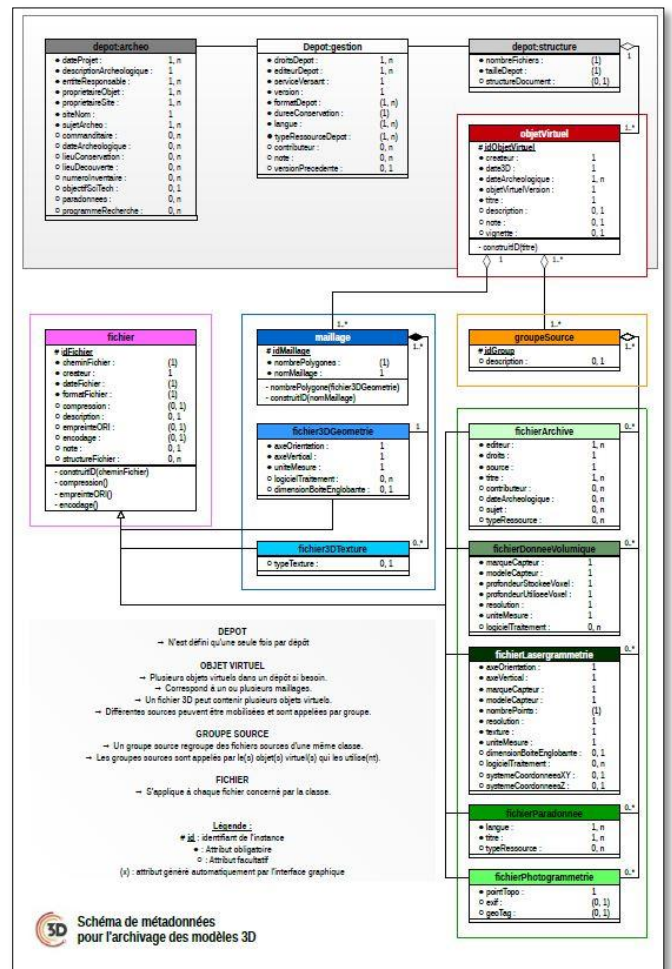 depot:archeo
● dateProjet : 1, n
● descriptionArcheologique : 1
● entiteResponsable : 1, n
● proprietaireObjet : 1, n
● proprietaireSite : 1, n
● siteNom : 1
● sujetArcheo : 1, n
○ commanditaire : 0, n
○ dateArcheologique : 0, n
○ lieuConservation : 0, n
○ lieuDecouverte : 0, n
○ numeroInventaire : 0, n
○ objectifSciTech : 0, 1
○ paradonnees : 0, n
○ programmeRecherche : 0, n
Depot:gestion
● droitsDepot : 1, n
● editeurDepot : 1, n
● serviceVersant : 1
● version : 1
● formatDepot : (1, n)
● dureeConservation : (1)
● langue : (1, n)
● typeRessourceDepot : (1, n)
○ contributeur : 0, n
○ note : 0, n
○ versionPrecedente : 0, 1
depot:structure
● nombreFichiers : (1)
● tailleDepot : (1)
○ structureDocument : (0, 1)
1
1..*
objetVirtuel
# idObjetVirtuel
● createur : 1
● date3D : 1
● dateArcheologique : 1, n
● objetVirtuelVersion : 1
● titre : 1
○ description : 0, 1
○ note : 0, 1
○ vignette : 0, 1
- construitID(titre)
1
1..*
fichier
# idFichier
● cheminFichier : (1)
● createur : 1
● dateFichier : (1)
● formatFichier : (1)
○ compression : (0, 1)
○ description : 0, 1
○ empreinteORI : (0, 1)
○ encodage : (0, 1)
○ note : 0, 1
○ structureFichier : 0, n
- construitID(cheminFichier)
- compression()
- empreinteORI()
- encodage()
1..*
maillage
1..*
# idMaillage
● nombrePolygones : (1)
● nomMaillage : 1
- nombrePolygone(fichier3DGeometrie)
- construitID(nomMaillage)
1
fichier3DGeometrie
● axeOrientation : 1
● axeVertical : 1
● uniteMesure : 1
○ logicielTraitement : 0, n
○ dimensionBoiteEnglobante : 0, 1
0..*
fichier3DTexture
○ typeTexture : 0, 1
1..*
groupeSource
1..*
# idGroup
○ description : 0, 1
0..*
fichierArchive
● editeur : 1, n
● droits : 1
● source : 1
● titre : 1, n
○ contributeur : 0, n
○ dateArcheologique : 0, n
○ sujet : 0, n
○ typeRessource : 0, n
0..*
fichierDonneeVolumique
● marqueCapteur : 1
● modeleCapteur : 1
● profondeurStockeeVoxel : 1
● profondeurUtiliseeVoxel : 1
● resolution : 1
● uniteMesure : 1
○ logicielTraitement : 0, n
0..*
fichierLasergrammetrie
● axeOrientation : 1
● axeVertical : 1
● marqueCapteur : 1
● modeleCapteur : 1
● nombrePoints : (1)
● resolution : 1
● texture : 1
● uniteMesure : 1
○ dimensionBoiteEnglobante : 0, 1
○ logicielTraitement : 0, n
○ systemeCoordonneesXY : 0, 1
○ systemeCoordonneesZ : 0, 1
0..*
fichierParadonnee
● langue : 1, n
● titre : 1, n
○ typeRessource : 0, n
0..*
fichierPhotogrammetrie
● pointTopo : 1
○ exif : (0, 1)
○ geoTag : (0, 1)
DEPOT
→ N'est défini qu'une seule fois par dépôt
OBJET VIRTUEL
→ Plusieurs objets virtuels dans un dépôt si besoin.
→ Correspond à un ou plusieurs maillages.
→ Un fichier 3D peut contenir plusieurs objets virtuels.
→ Différentes sources peuvent être mobilisées et sont appelées par groupe.
GROUPE SOURCE
→ Un groupe source regroupe des fichiers sources d'une même classe.
→ Les groupes sources sont appelés par le(s) objet(s) virtuel(s) qui les utilise(nt).
FICHIER
→ S'applique à chaque fichier concerné par la classe.
Légende :
# id : identifiant de l'instance
● : Attribut obligatoire
○ : Attribut facultatif
(x) : attribut généré automatiquement par l'interface graphique
3D
Schéma de métadonnées
pour l'archivage des modèles 3D